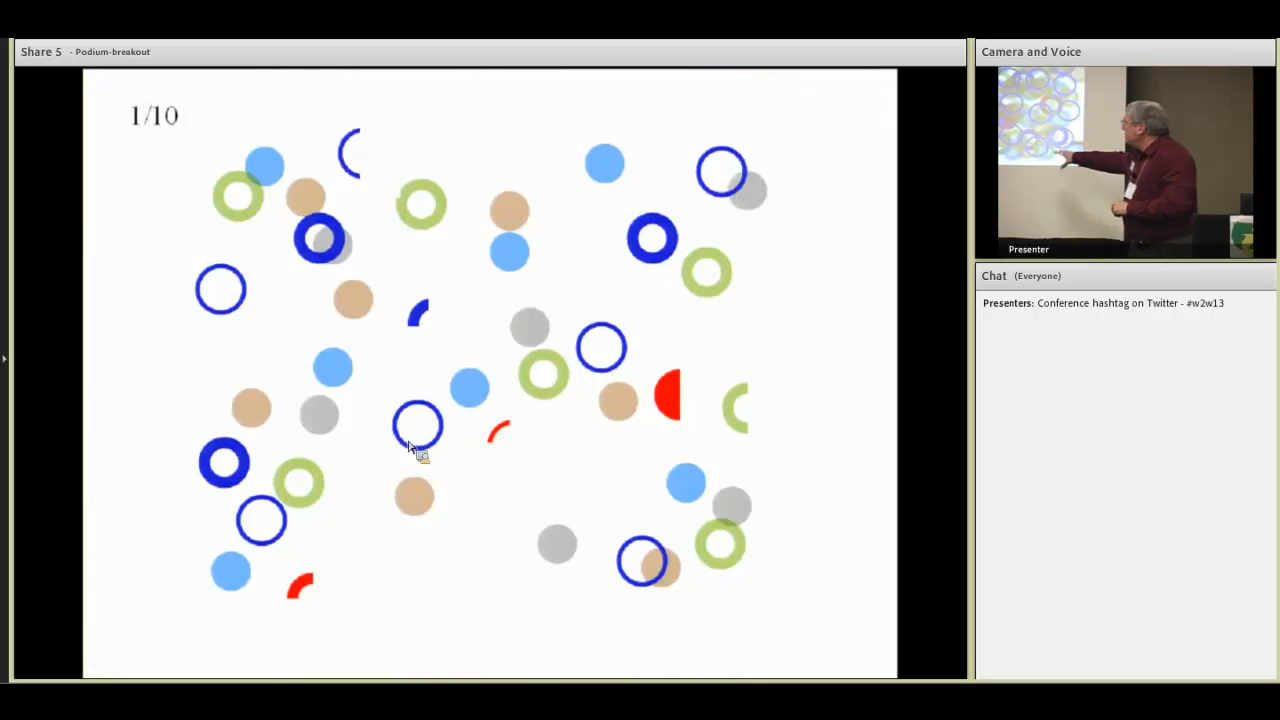 Share 5 - Podium-breakout
1/10
Camera and Voice
Presenter
Chat (Everyone)
Presenters: Conference hashtag on Twitter - #w2w13